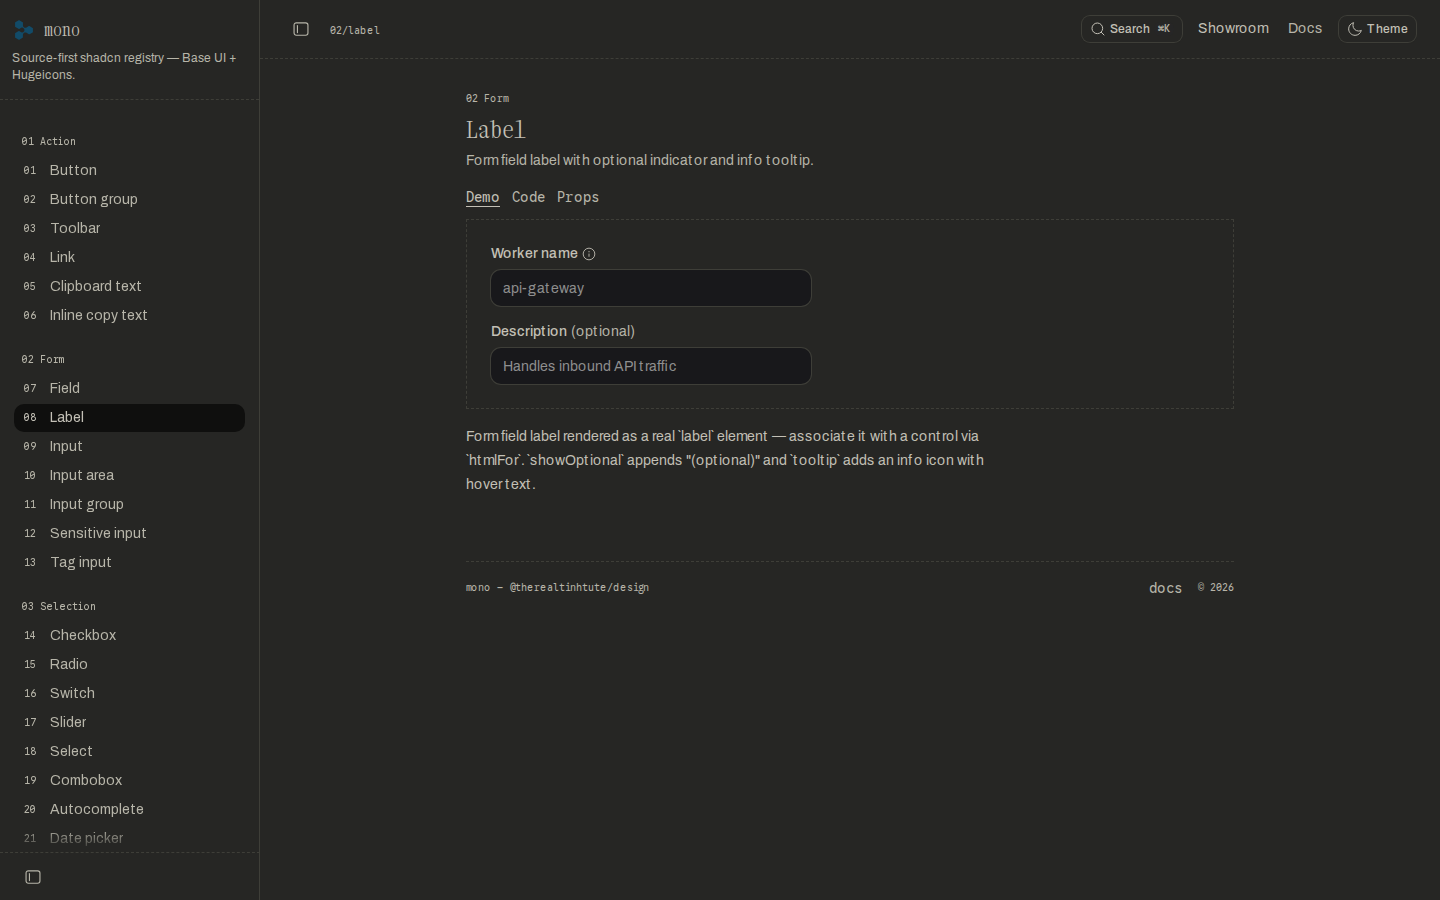 mono
Source-first shadcn registry — Base UI +
Hugeicons.
01 Action
01 Button
02 Button group
03 Toolbar
04 Link
05 Clipboard text
06 Inline copy text
02 Form
07 Field
08 Label
09 Input
10 Input area
11 Input group
12 Sensitive input
13 Tag input
03 Selection
14 Checkbox
15 Radio
16 Switch
17 Slider
18 Select
19 Combobox
20 Autocomplete
21 Date picker
02/label
Search ⌘K
Showroom
Docs
Theme
02 Form
Label
Form field label with optional indicator and info tooltip.
Demo Code Props
Worker name
api-gateway
Description (optional)
Handles inbound API traffic
Form field label rendered as a real `label` element — associate it with a control via
`htmlFor`. `showOptional` appends "(optional)" and `tooltip` adds an info icon with
hover text.
mono — @therealtinhtute/design
docs © 2026